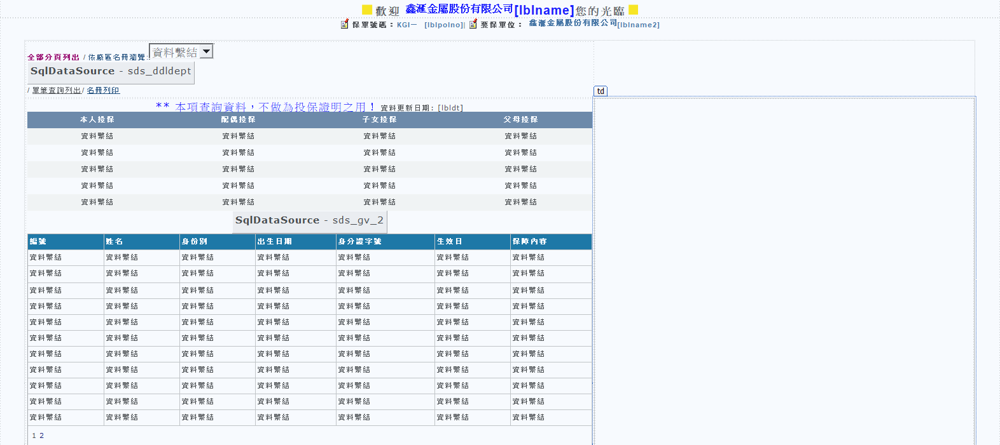 歡迎 鑫滙金屬股份有限公司[lblname]您的光臨
保單號碼：KGI－ [lblpolno]| 要保單位： 鑫滙金屬股份有限公司[lblname2]
全部分頁列出 / 依廠區名冊瀏覽: 資料繫結
SqlDataSource - sds_ddldept
/ 單筆查詢列出/ 名冊列印
td
** 本項查詢資料，不做為投保證明之用！ 資料更新日期: [lbldt]
本人投保 配偶投保 子女投保 父母投保
資料繫結 資料繫結 資料繫結 資料繫結
資料繫結 資料繫結 資料繫結 資料繫結
資料繫結 資料繫結 資料繫結 資料繫結
資料繫結 資料繫結 資料繫結 資料繫結
資料繫結 資料繫結 資料繫結 資料繫結
SqlDataSource - sds_gv_2
編號 姓名 身份別 出生日期 身分證字號 生效日 保障內容
資料繫結 資料繫結 資料繫結 資料繫結 資料繫結 資料繫結 資料繫結
資料繫結 資料繫結 資料繫結 資料繫結 資料繫結 資料繫結 資料繫結
資料繫結 資料繫結 資料繫結 資料繫結 資料繫結 資料繫結 資料繫結
資料繫結 資料繫結 資料繫結 資料繫結 資料繫結 資料繫結 資料繫結
資料繫結 資料繫結 資料繫結 資料繫結 資料繫結 資料繫結 資料繫結
資料繫結 資料繫結 資料繫結 資料繫結 資料繫結 資料繫結 資料繫結
資料繫結 資料繫結 資料繫結 資料繫結 資料繫結 資料繫結 資料繫結
資料繫結 資料繫結 資料繫結 資料繫結 資料繫結 資料繫結 資料繫結
資料繫結 資料繫結 資料繫結 資料繫結 資料繫結 資料繫結 資料繫結
資料繫結 資料繫結 資料繫結 資料繫結 資料繫結 資料繫結 資料繫結
資料繫結 資料繫結 資料繫結 資料繫結 資料繫結 資料繫結 資料繫結
1 2